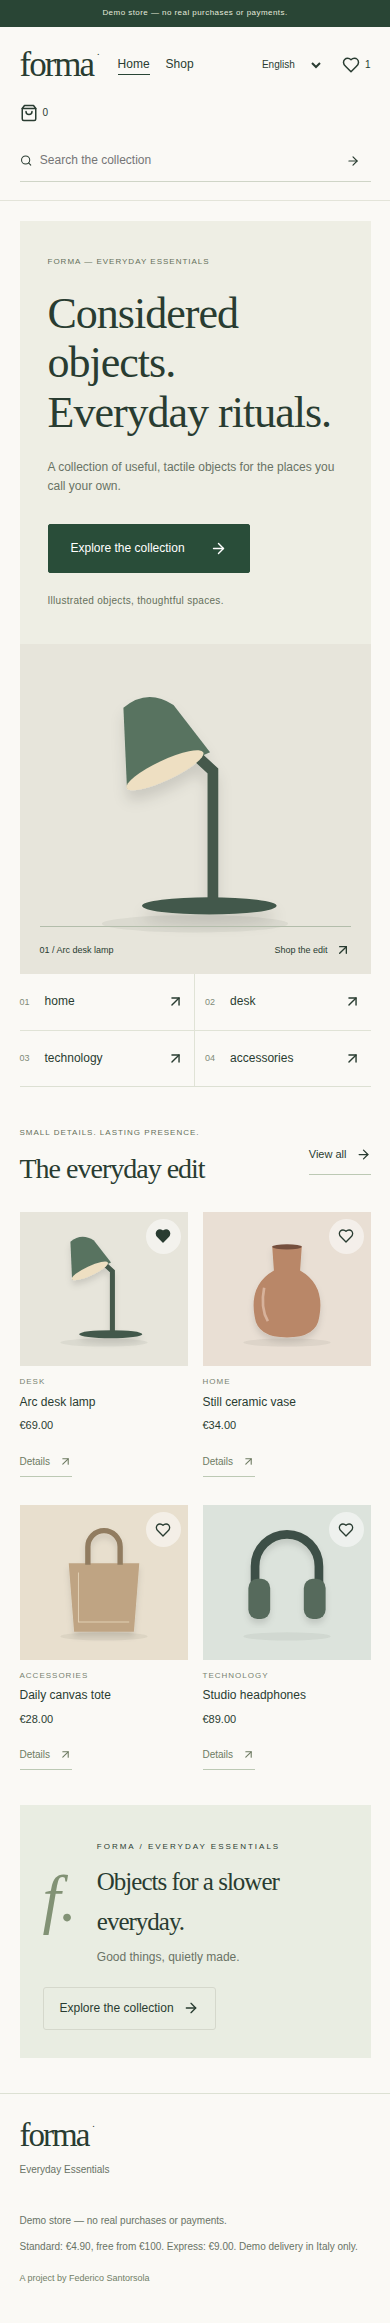 Demo store — no real purchases or payments.
forma
Home Shop English 1
0
Search the collection
FORMA — EVERYDAY ESSENTIALS
Considered
objects.
Everyday rituals.
A collection of useful, tactile objects for the places you
call your own.
Explore the collection
Illustrated objects, thoughtful spaces.
01 / Arc desk lamp Shop the edit
01 home
02 desk
03 technology
04 accessories
SMALL DETAILS. LASTING PRESENCE.
The everyday edit
View all
DESK
Arc desk lamp
€69.00
Details
HOME
Still ceramic vase
€34.00
Details
ACCESSORIES
Daily canvas tote
€28.00
Details
TECHNOLOGY
Studio headphones
€89.00
Details
f.
FORMA / EVERYDAY ESSENTIALS
Objects for a slower
everyday.
Good things, quietly made.
Explore the collection
forma
Everyday Essentials
Demo store — no real purchases or payments.
Standard: €4.90, free from €100. Express: €9.00. Demo delivery in Italy only.
A project by Federico Santorsola